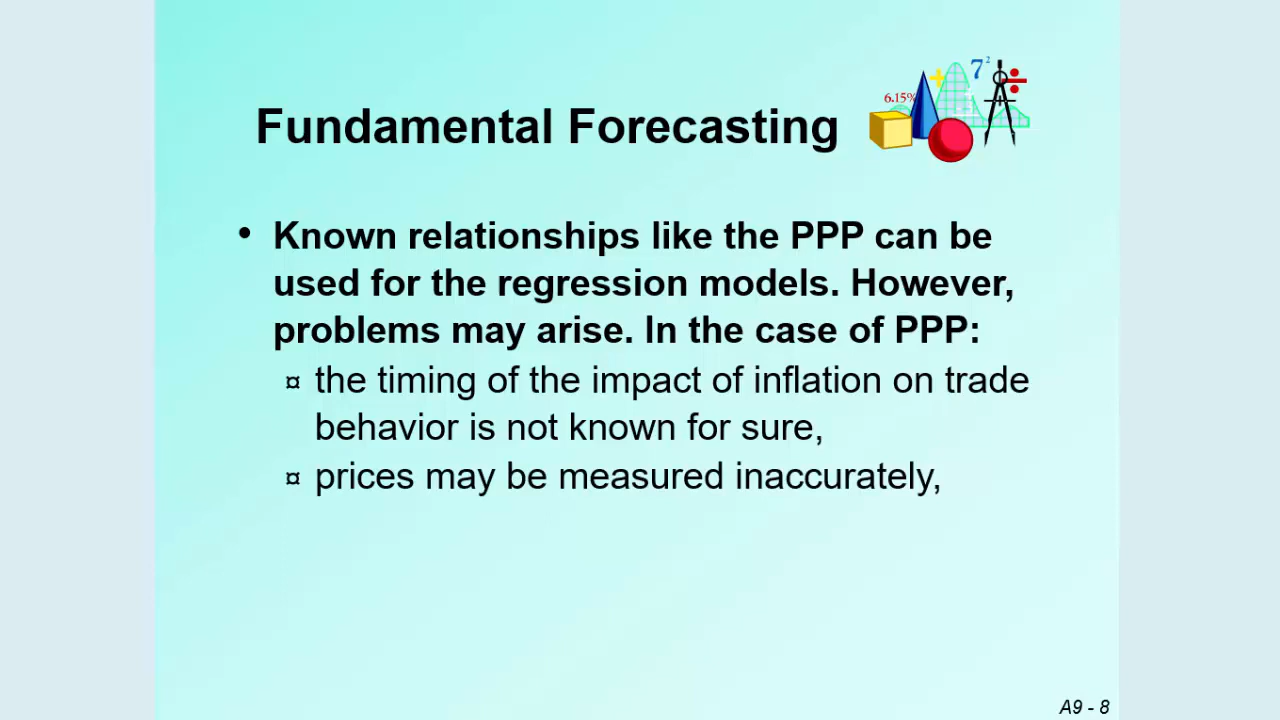 Fundamental Forecasting
6.15%
7²
• Known relationships like the PPP can be
used for the regression models. However,
problems may arise. In the case of PPP:
¤ the timing of the impact of inflation on trade
behavior is not known for sure,
¤ prices may be measured inaccurately,
A9 - 8